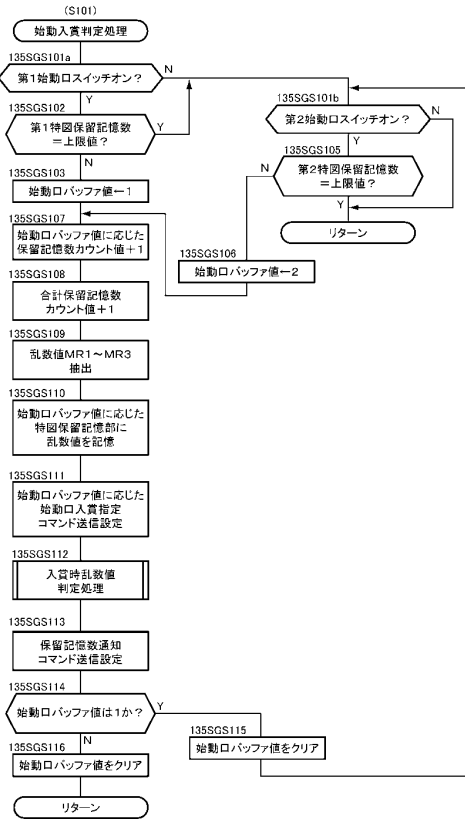 (S101)
始動入賞判定処理
135SGS101a
第1始動口スイッチオン?
N
Y
135SGS102
第1特図保留記憶数
=上限値?
Y
N
135SGS103
始動口バッファ値←1
135SGS107
始動口バッファ値に応じた
保留記憶数カウント値+1
135SGS108
合計保留記憶数
カウント値+1
135SGS109
乱数値MR1~MR3
抽出
135SGS110
始動口バッファ値に応じた
特図保留記憶部に
乱数値を記憶
135SGS111
始動口バッファ値に応じた
始動口入賞指定
コマンド送信設定
135SGS112
入賞時乱数値
判定処理
135SGS113
保留記憶数通知
コマンド送信設定
135SGS114
始動口バッファ値は1か?
Y
N
135SGS116
始動口バッファ値をクリア
リターン
135SGS101b
第2始動口スイッチオン?
N
Y
135SGS105
第2特図保留記憶数
=上限値?
N
Y
リターン
135SGS106
始動口バッファ値←2
135SGS115
始動口バッファ値をクリア